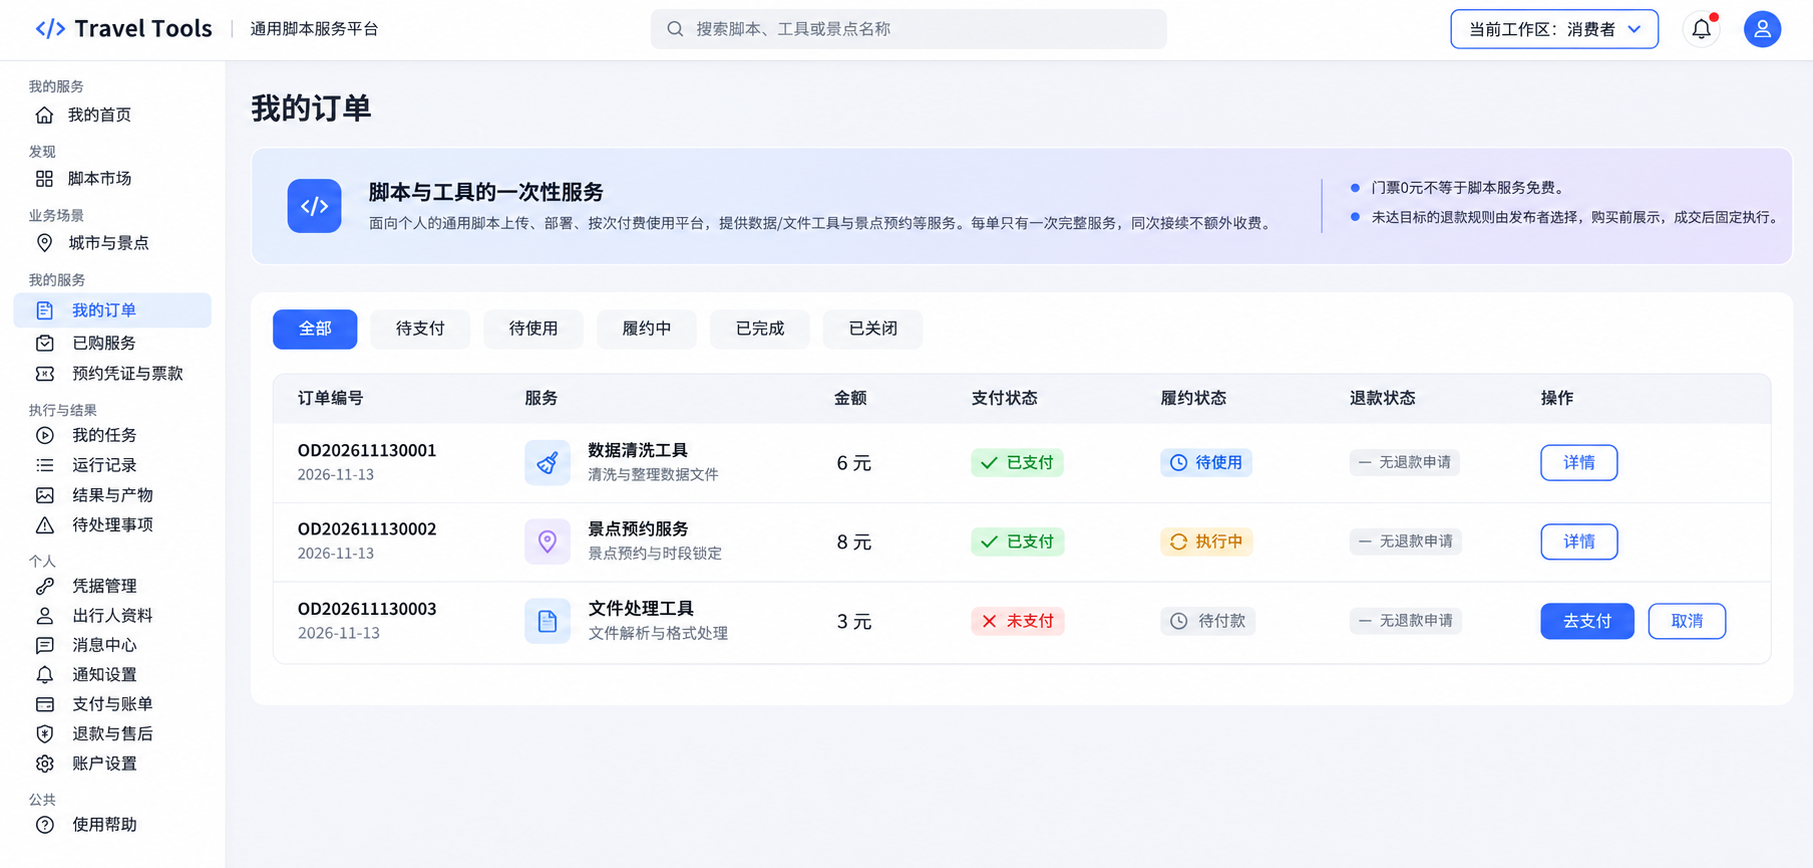 </> Travel Tools
通用脚本服务平台
搜索脚本、工具或景点名称
当前工作区：消费者
我的服务
我的首页
发现
脚本市场
业务场景
城市与景点
我的服务
我的订单
已购服务
预约凭证与票款
执行与结果
我的任务
运行记录
结果与产物
待处理事项
个人
凭据管理
出行人资料
消息中心
通知设置
支付与账单
退款与售后
账户设置
公共
使用帮助
我的订单
</>
脚本与工具的一次性服务
面向个人的通用脚本上传、部署、按次付费使用平台，提供数据/文件工具与景点预约等服务。每单只有一次完整服务，同次接续不额外收费。
门票0元不等于脚本服务免费。
未达目标的退款规则由发布者选择，购买前展示，成交后固定执行。
全部 待支付 待使用 履约中 已完成 已关闭
订单编号 服务 金额 支付状态 履约状态 退款状态 操作
OD202611130001
2026-11-13
数据清洗工具
清洗与整理数据文件
6 元
已支付
待使用
— 无退款申请
详情
OD202611130002
2026-11-13
景点预约服务
景点预约与时段锁定
8 元
已支付
执行中
— 无退款申请
详情
OD202611130003
2026-11-13
文件处理工具
文件解析与格式处理
3 元
未支付
待付款
— 无退款申请
去支付
取消